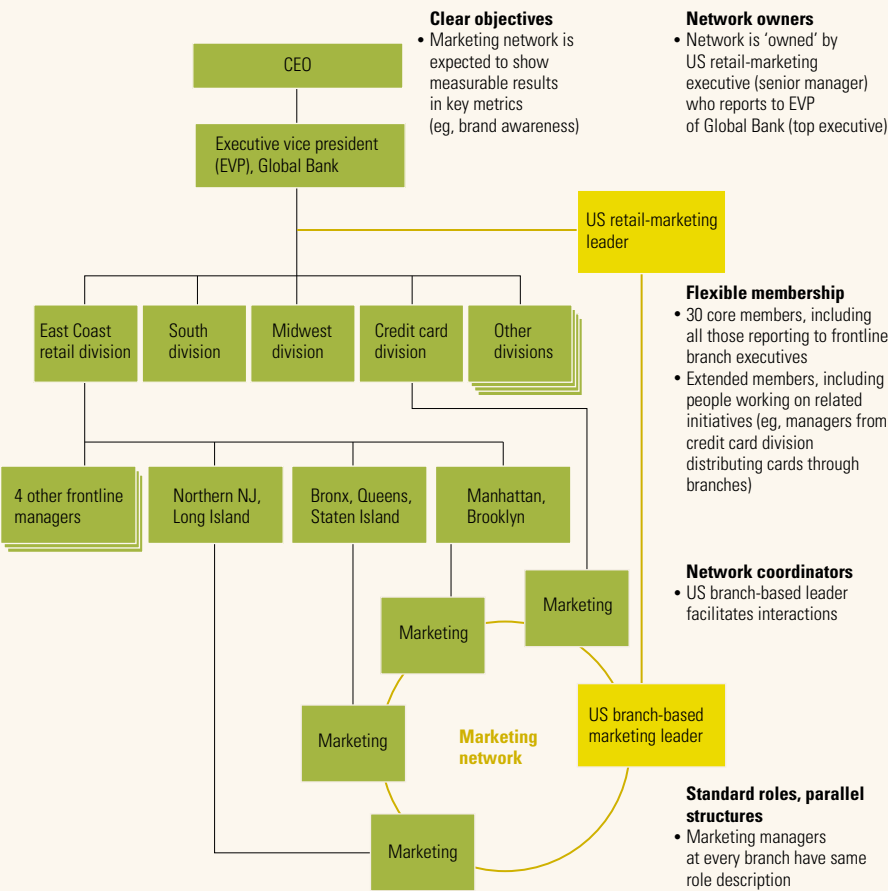 Clear objectives
• Marketing network is
expected to show
measurable results
in key metrics
(eg, brand awareness)
Network owners
• Network is ‘owned’ by
US retail-marketing
executive (senior manager)
who reports to EVP
of Global Bank (top executive)
CEO
Executive vice president
(EVP), Global Bank
US retail-marketing
leader
East Coast
retail division
South
division
Midwest
division
Credit card
division
Other
divisions
Flexible membership
• 30 core members, including
all those reporting to frontline
branch executives
• Extended members, including
people working on related
initiatives (eg, managers from
credit card division
distributing cards through
branches)
4 other frontline
managers
Northern NJ,
Long Island
Bronx, Queens,
Staten Island
Manhattan,
Brooklyn
Network coordinators
• US branch-based leader
facilitates interactions
Marketing
Marketing
Marketing
Marketing
network
US branch-based
marketing leader
Marketing
Standard roles, parallel
structures
• Marketing managers
at every branch have same
role description